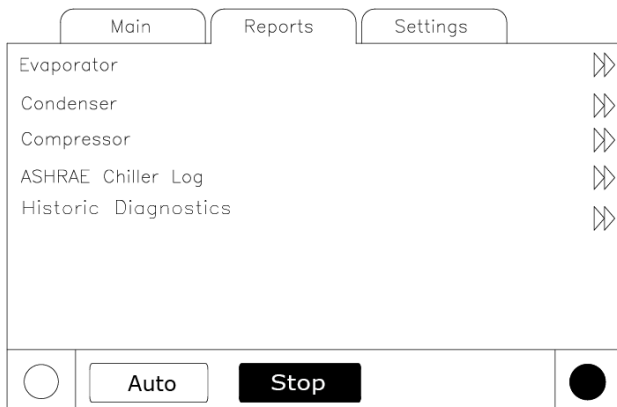 Main Reports Settings
Evaporator
Condenser
Compressor
ASHRAE Chiller Log
Historic Diagnostics
Auto Stop